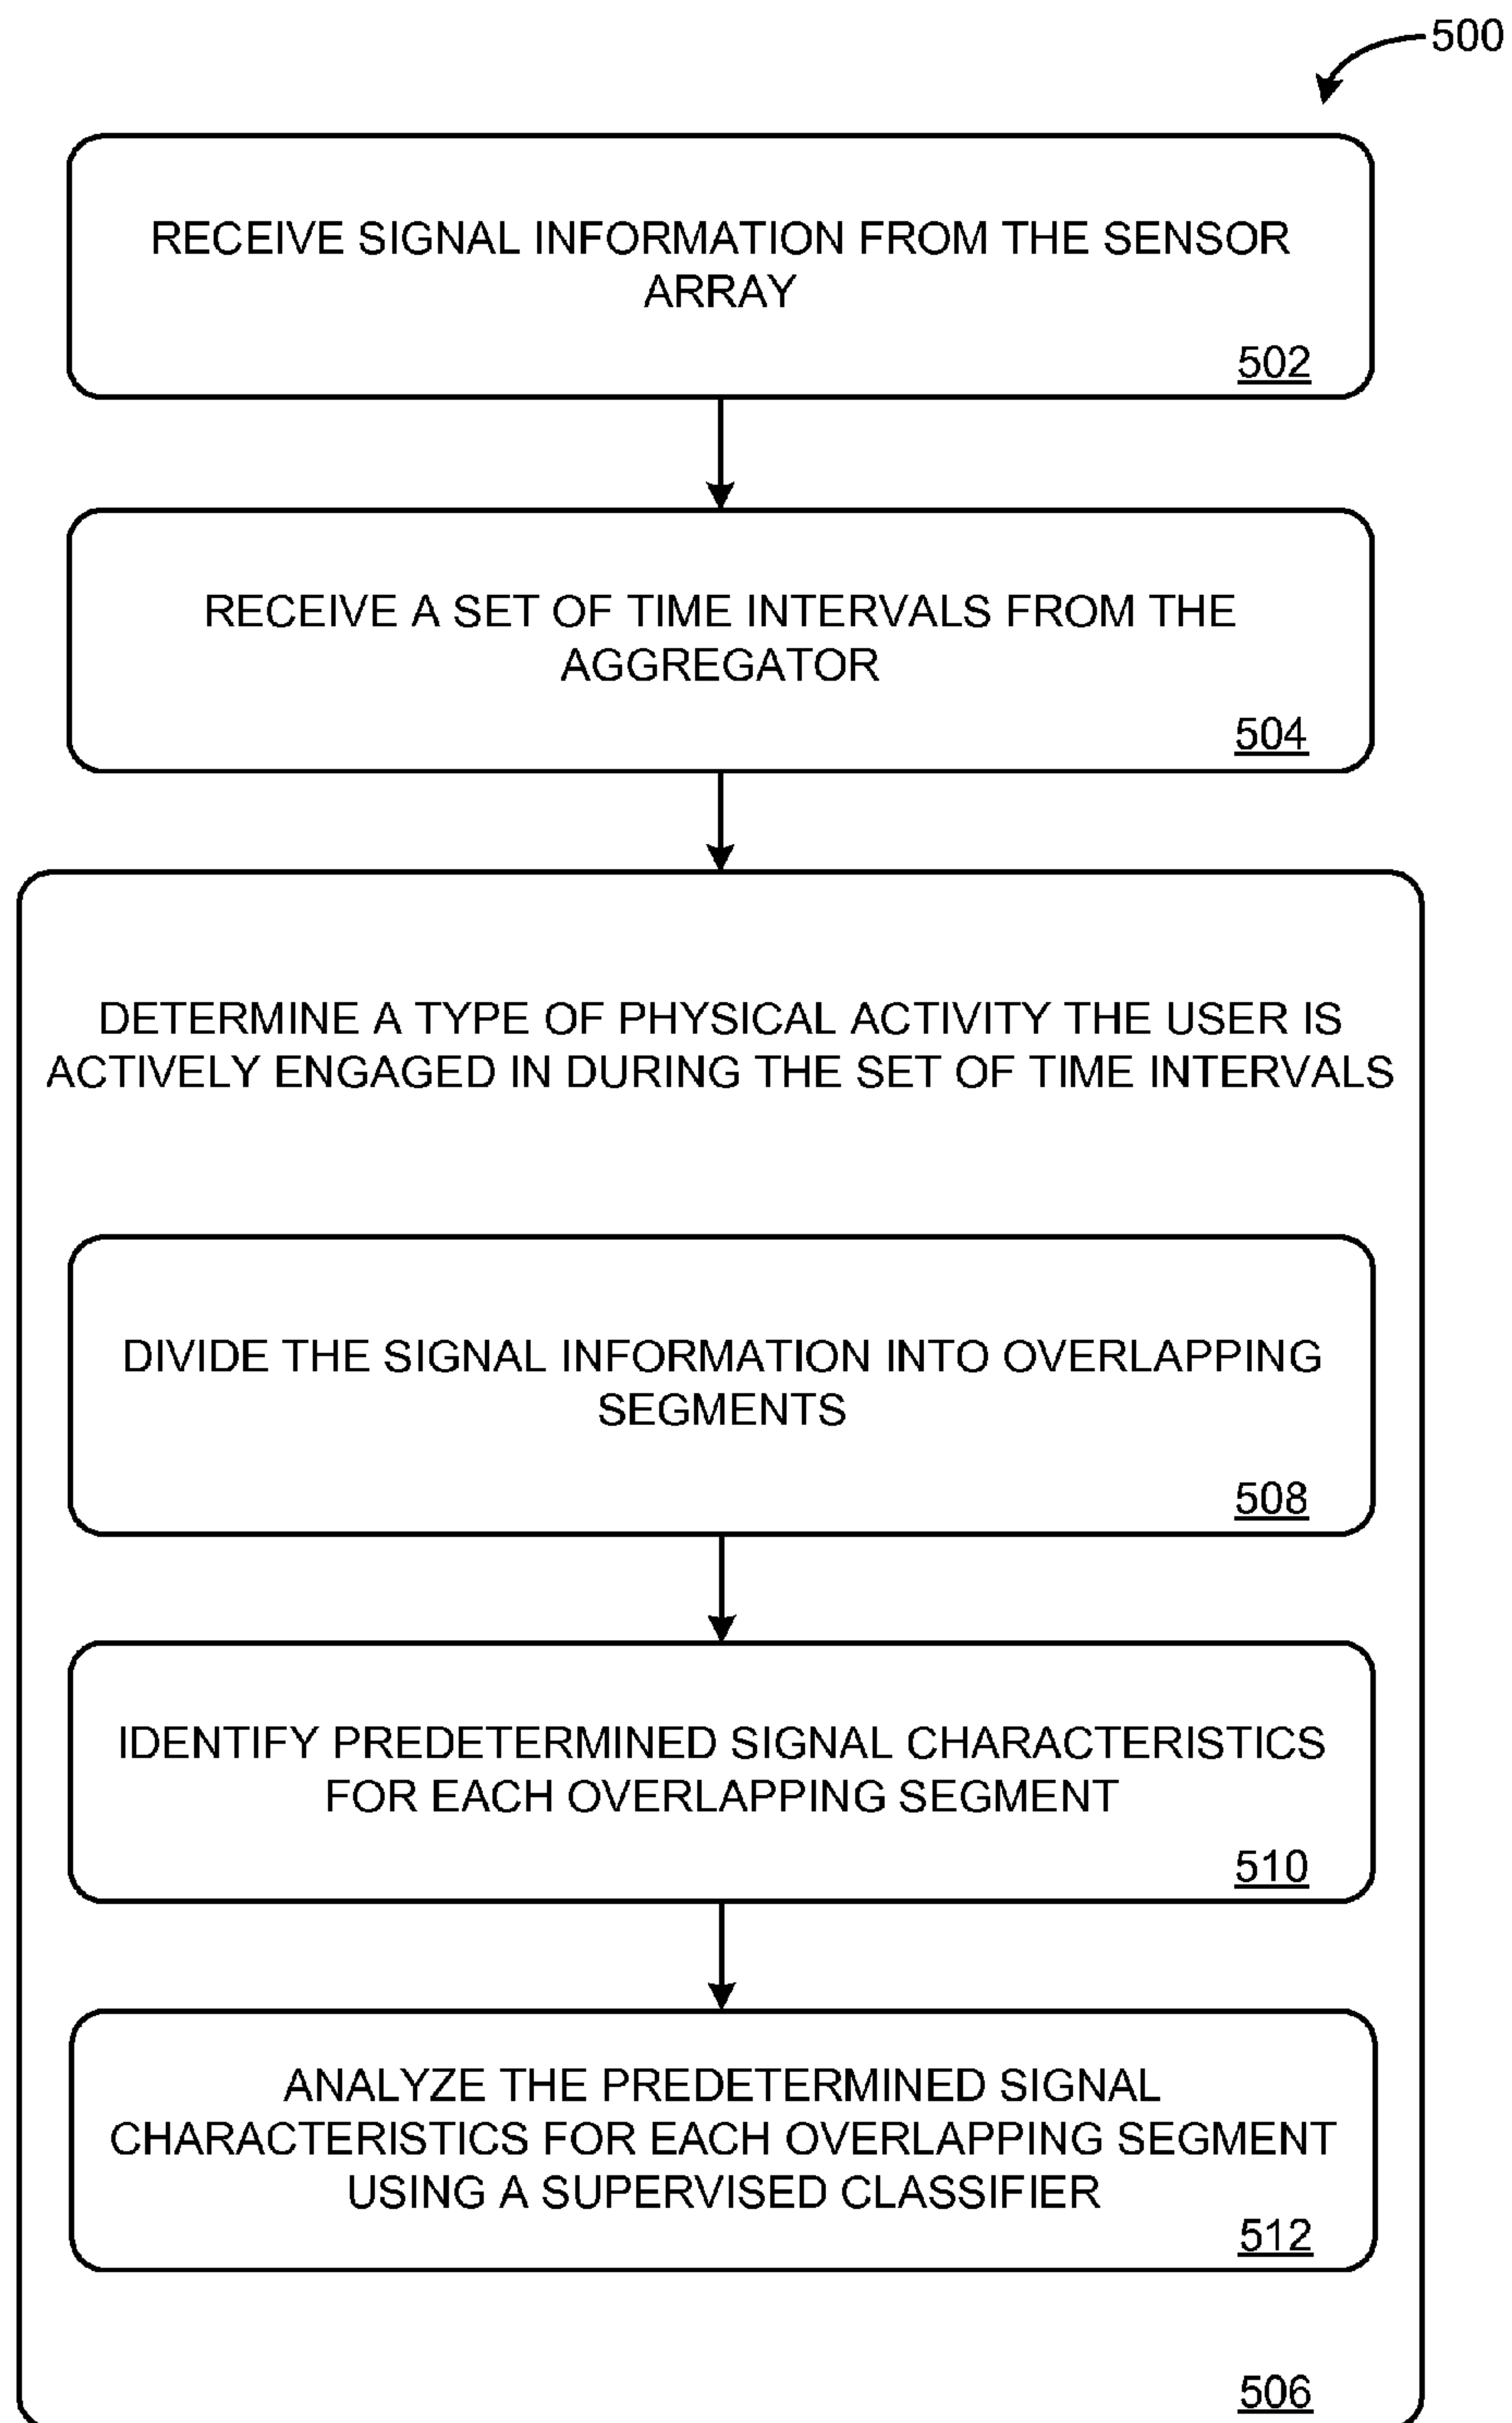 500
RECEIVE SIGNAL INFORMATION FROM THE SENSOR
ARRAY
502
RECEIVE A SET OF TIME INTERVALS FROM THE
AGGREGATOR
504
DETERMINE A TYPE OF PHYSICAL ACTIVITY THE USER IS
ACTIVELY ENGAGED IN DURING THE SET OF TIME INTERVALS
DIVIDE THE SIGNAL INFORMATION INTO OVERLAPPING
SEGMENTS
508
IDENTIFY PREDETERMINED SIGNAL CHARACTERISTICS
FOR EACH OVERLAPPING SEGMENT
510
ANALYZE THE PREDETERMINED SIGNAL
CHARACTERISTICS FOR EACH OVERLAPPING SEGMENT
USING A SUPERVISED CLASSIFIER
512
506